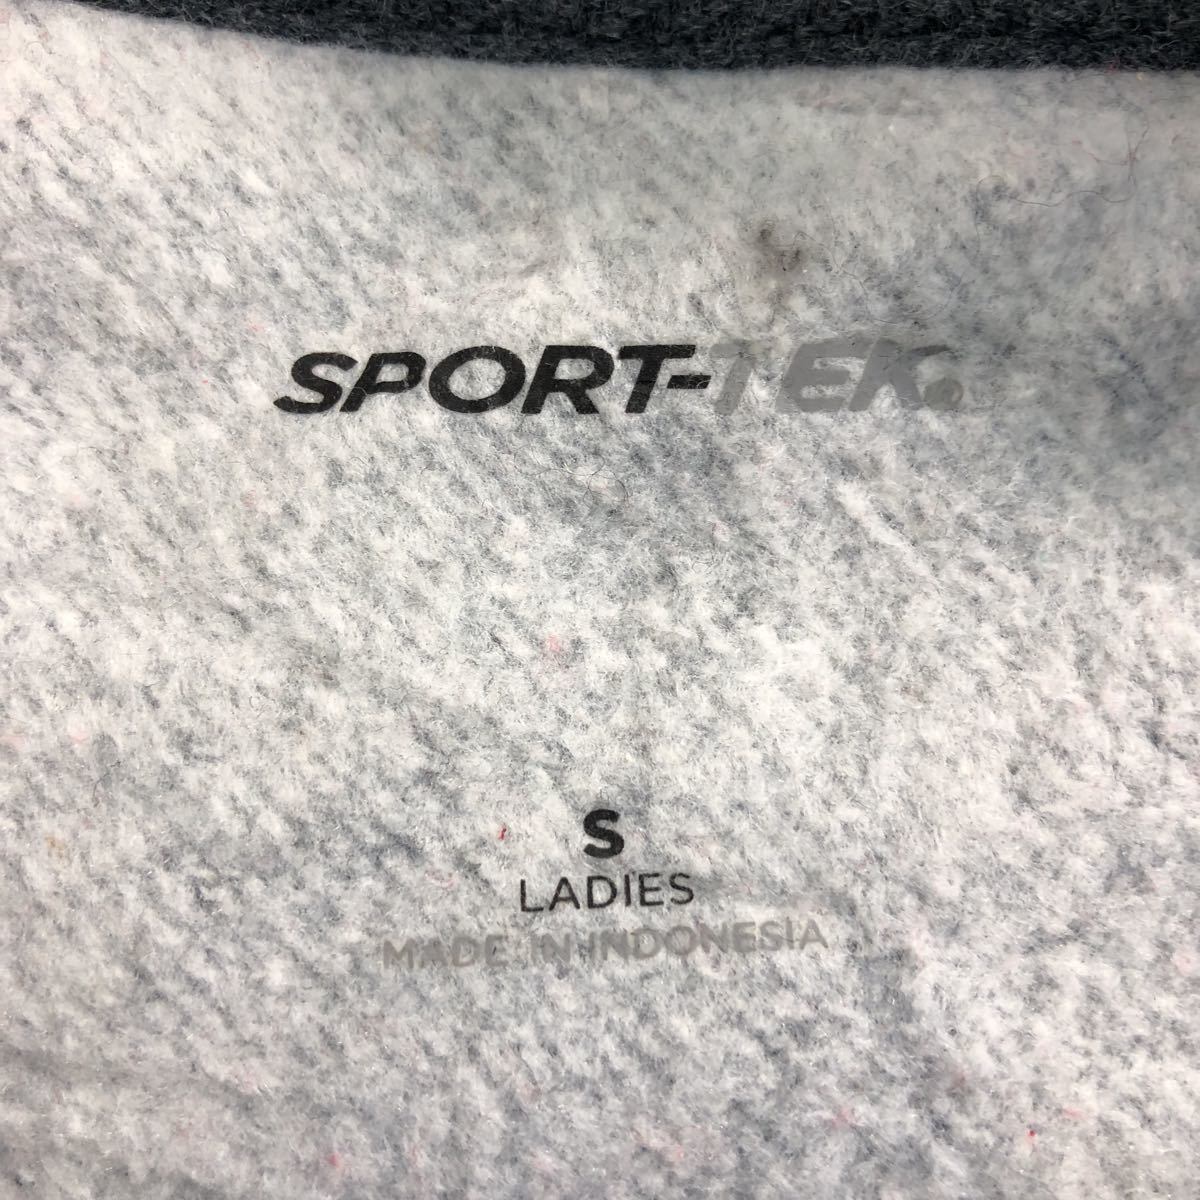 SPORT-TEK.
S
LADIES
MADE IN INDONESIA